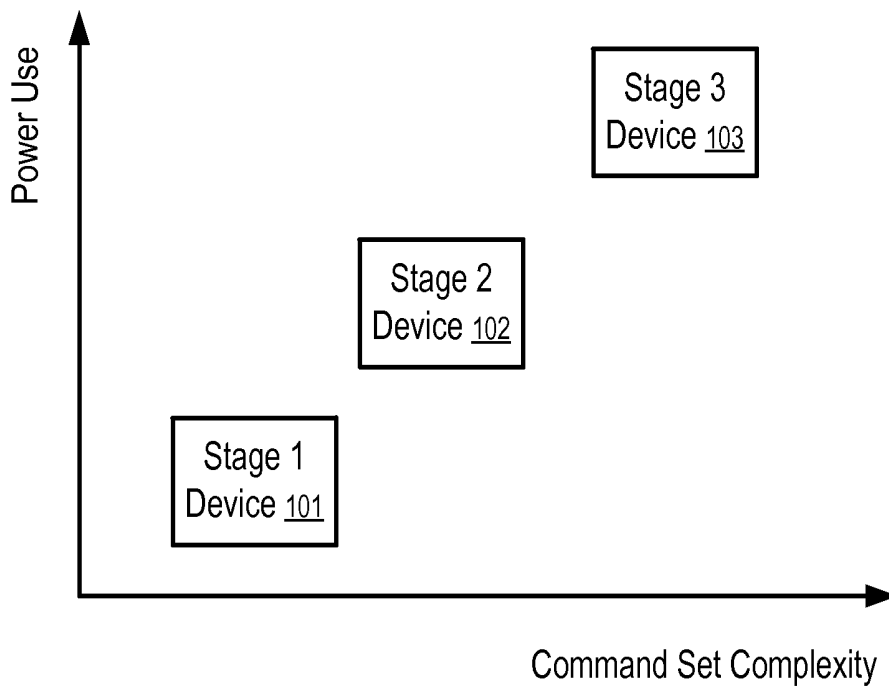 Power Use
Stage 3
Device 103
Stage 2
Device 102
Stage 1
Device 101
Command Set Complexity